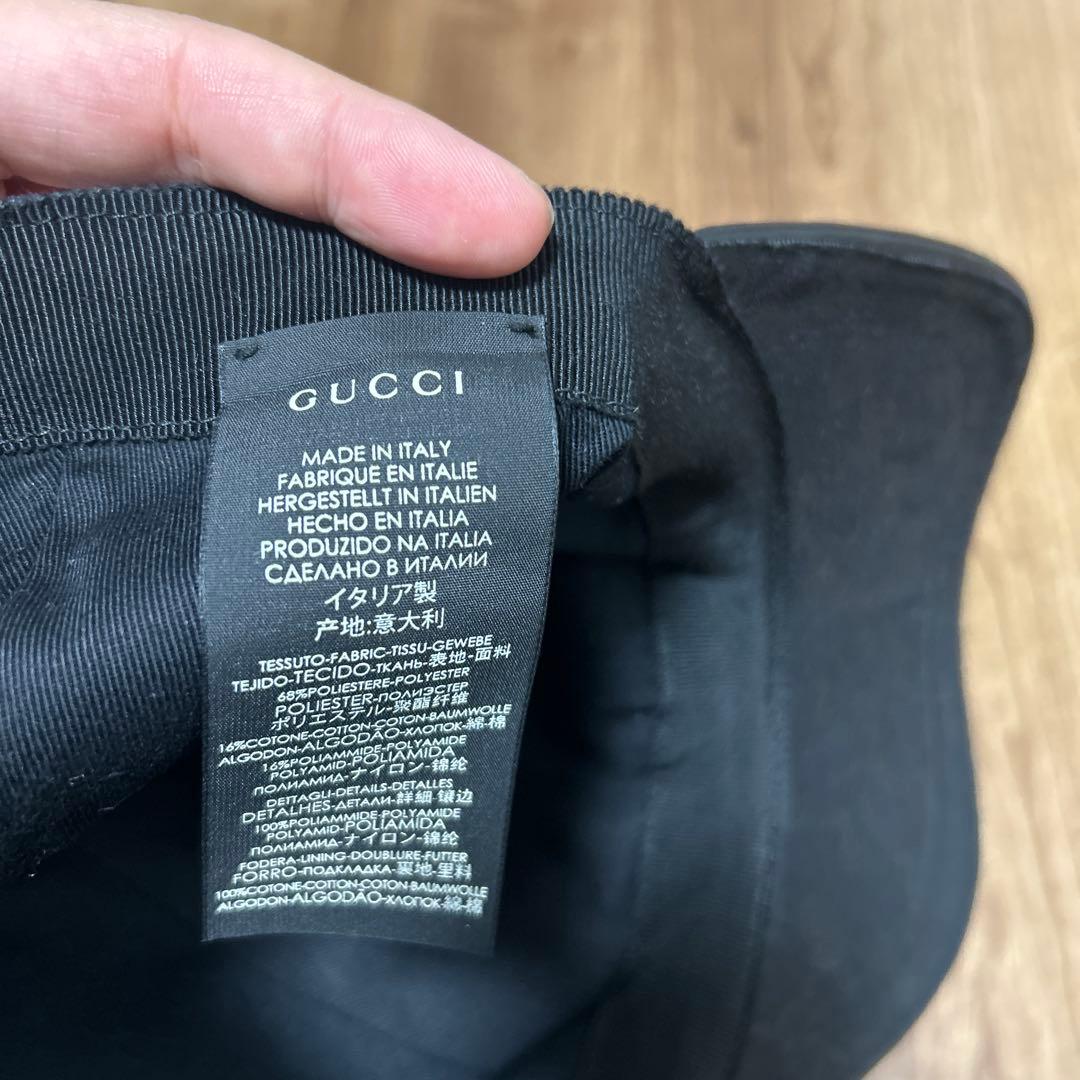 GUCCI
MADE IN ITALY
FABRIQUE EN ITALIE
HERGESTELLT IN ITALIEN
HECHO EN ITALIA
PRODUZIDO NA ITALIA
СДЕЛАНО В ИТАЛИИ
イタリア製
产地:意大利
TESSUTO-FABRIC-TISSU-GEWEBE
TEJIDO-TECIDO-ТКАНЬ-表地-面料
68%POLIESTERE-POLYESTER
POLIESTER-ПОЛИЭСТЕР
ポリエステル-聚酯纤维
16%COTONE-COTTON-COTON-BAUMWOLLE
ALGODON-ALGODÃO-ХЛОПОК-綿-棉
16%POLIAMMIDE-POLYAMIDE
POLYAMID-POLIAMIDA
ПОЛИАМИД-ナイロン-锦纶
DETTAGLI-DETAILS-DETALLES
DETALHES-ДЕТАЛИ-詳細-镶边
100%POLIAMMIDE-POLYAMIDE
POLYAMID-POLIAMIDA
ПОЛИАМИД-ナイロン-锦纶
FODERA-LINING-DOUBLURE-FUTTER
FORRO-ПОДКЛАДКА-裏地-里料
100%COTONE-COTTON-COTON-BAUMWOLLE
ALGODON-ALGODÃO-ХЛОПОК-綿-棉